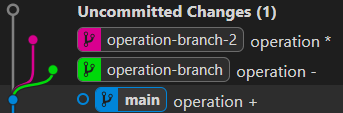 Uncommitted Changes (1)
operation-branch-2 operation *
operation-branch operation -
main operation +